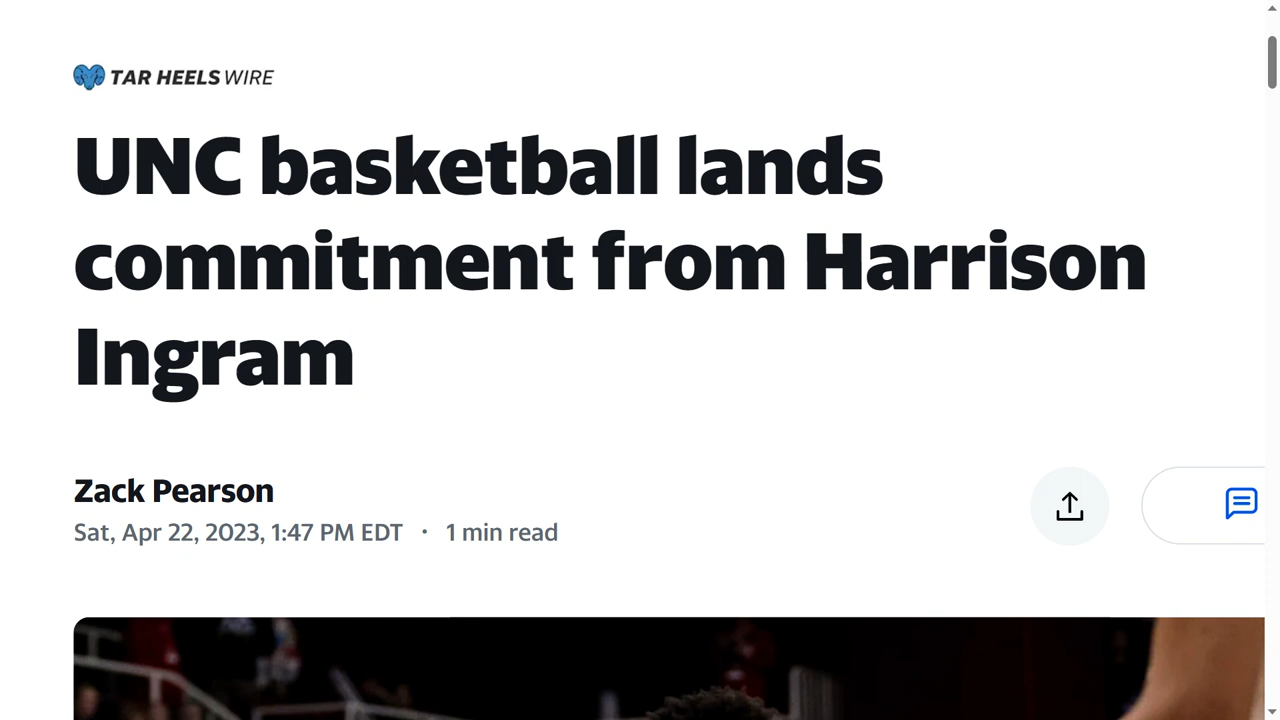 TAR HEELS WIRE
UNC basketball lands
commitment from Harrison
Ingram
Zack Pearson
Sat, Apr 22, 2023, 1:47 PM EDT • 1 min read